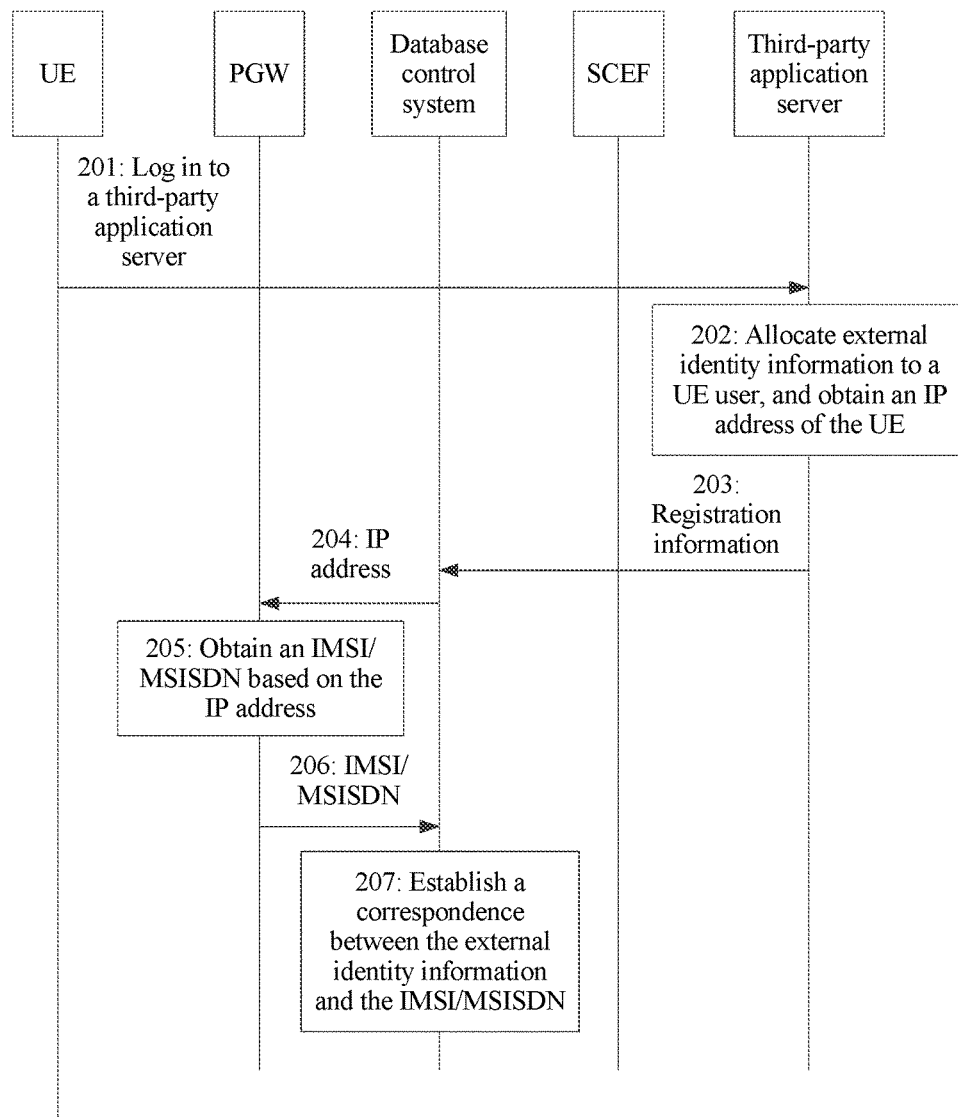 UE
PGW
Database
control
system
SCEF
Third-party
application
server
201: Log in to
a third-party
application
server
202: Allocate external
identity information to a
UE user, and obtain an IP
address of the UE
203:
Registration
information
204: IP
address
205: Obtain an IMSI/
MSISDN based on the
IP address
206: IMSI/
MSISDN
207: Establish a
correspondence
between the external
identity information
and the IMSI/MSISDN